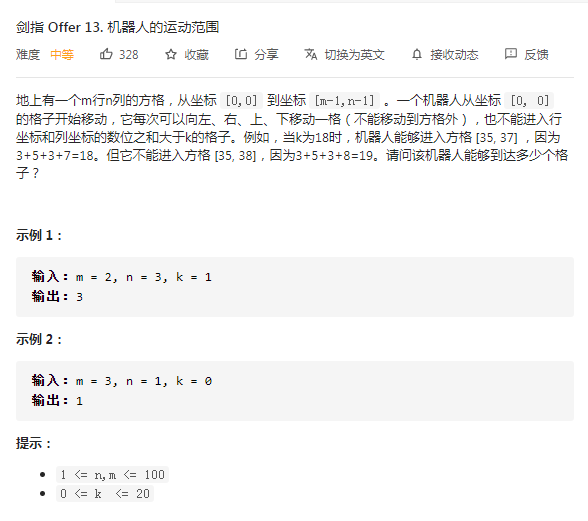 剑指 Offer 13. 机器人的运动范围
难度 中等 328 收藏 分享 切换为英文 接收动态 反馈
地上有一个m行n列的方格，从坐标 [0,0] 到坐标 [m-1,n-1] 。一个机器人从坐标 [0, 0]
的格子开始移动，它每次可以向左、右、上、下移动一格（不能移动到方格外），也不能进入行
坐标和列坐标的数位之和大于k的格子。例如，当k为18时，机器人能够进入方格 [35, 37] ，因为
3+5+3+7=18。但它不能进入方格 [35, 38]，因为3+5+3+8=19。请问该机器人能够到达多少个格
子？
示例 1：
输入：m = 2, n = 3, k = 1
输出：3
示例 2：
输入：m = 3, n = 1, k = 0
输出：1
提示：
1 <= n,m <= 100
0 <= k <= 20